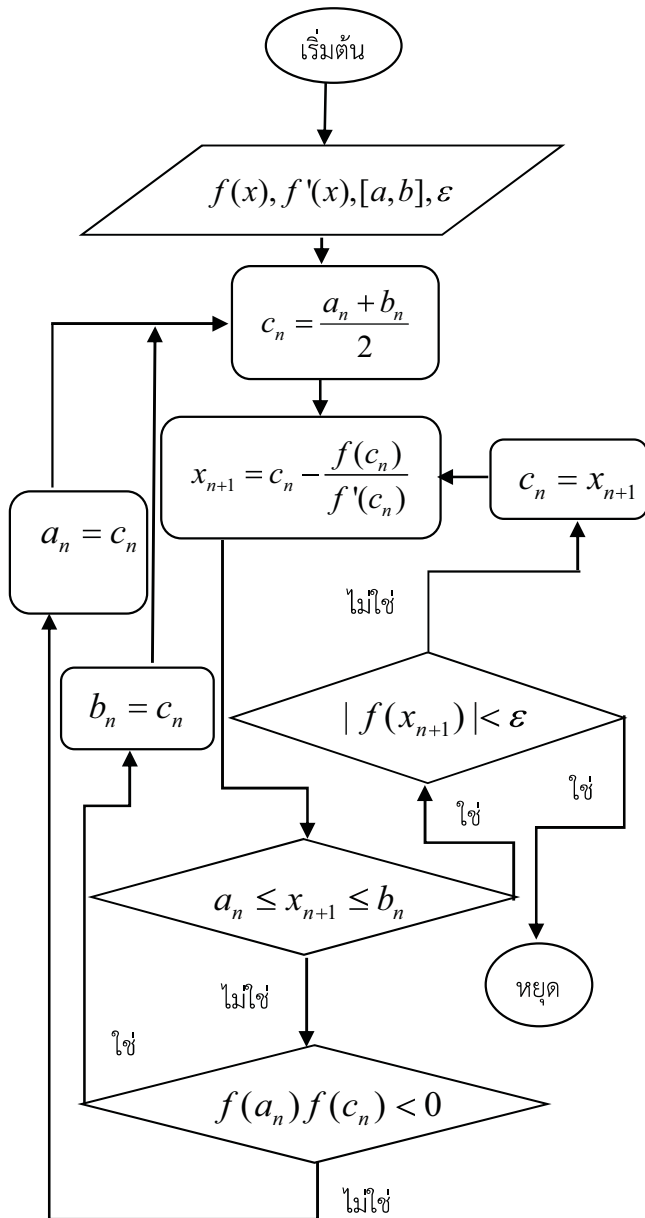 เริ่มต้น
f(x), f'(x),[a,b], ε
c_n = \frac{a_n + b_n}{2}
x_{n+1} = c_n - \frac{f(c_n)}{f'(c_n)}
c_n = x_{n+1}
a_n = c_n
ไม่ใช่
b_n = c_n
| f(x_{n+1}) |< ε
ใช่
ใช่
a_n ≤ x_{n+1} ≤ b_n
ไม่ใช่
หยุด
ใช่
f(a_n) f(c_n) < 0
ไม่ใช่